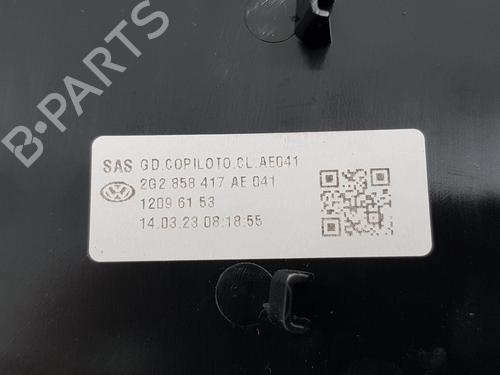 SAS GD.COPILOTO.CL.AE041
2G2 858 417 AE 041
1209 61 53
14.03.23 08:18:55
B-PARTS